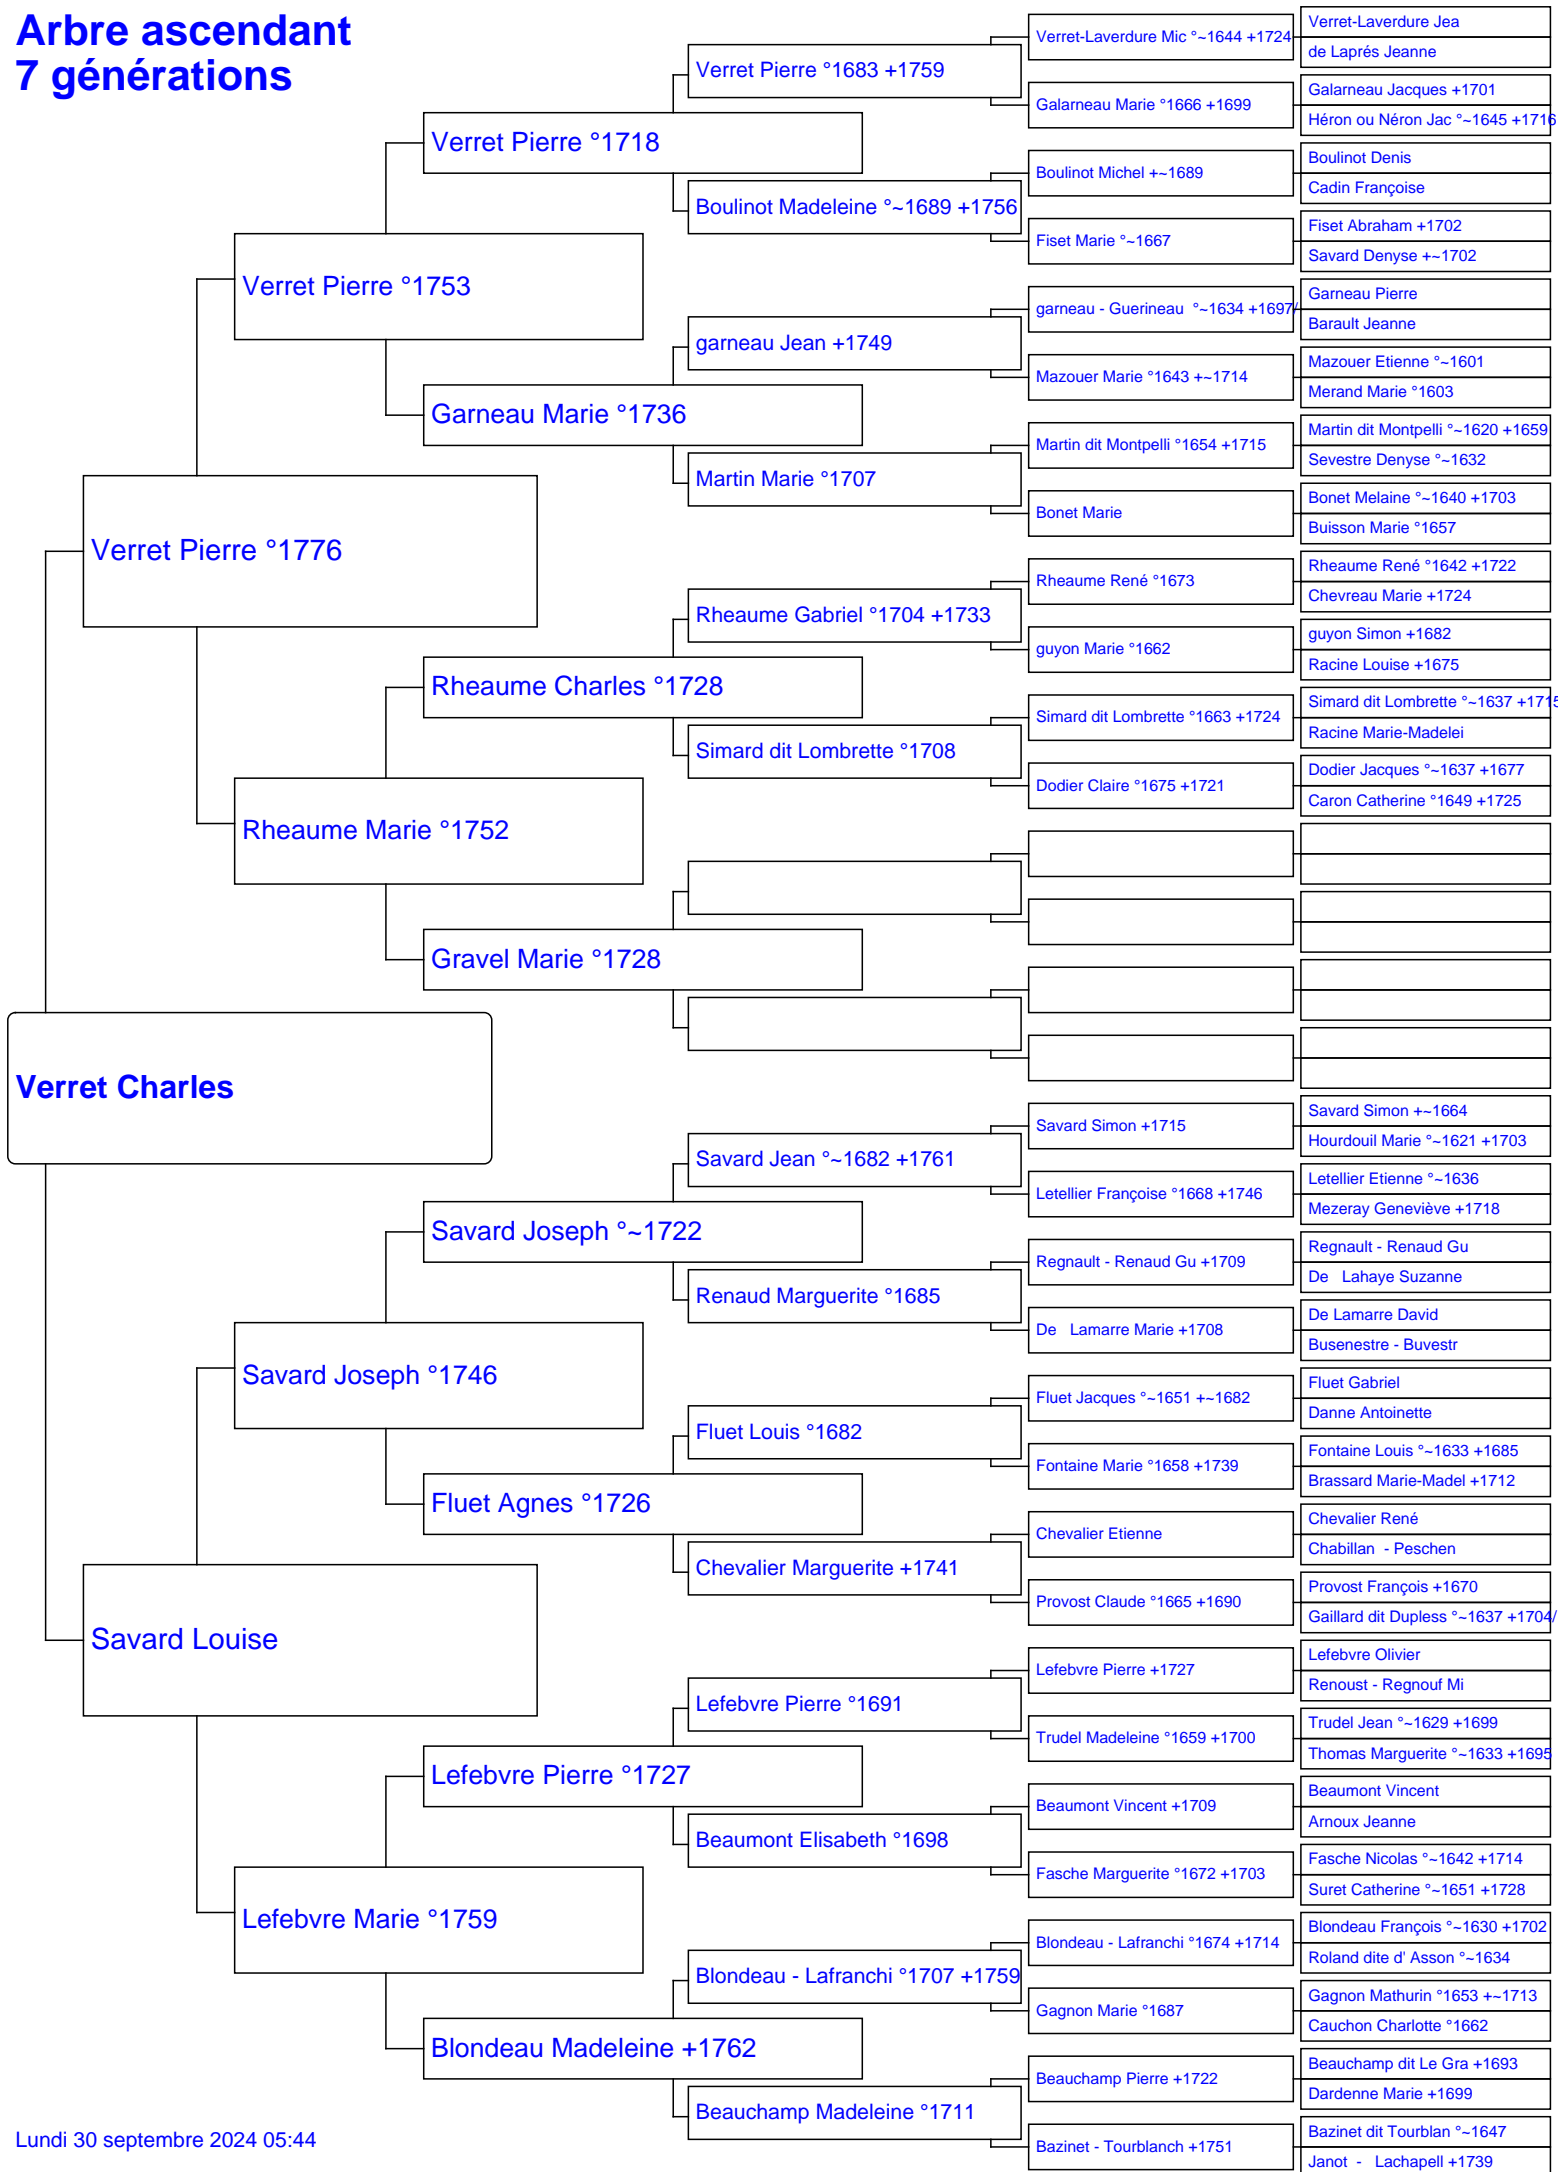 Arbre ascendant
7 générations
Verret Charles
Verret Pierre °1776
Savard Louise
Verret Pierre °1753
Rheaume Marie °1752
Savard Joseph °1746
Lefebvre Marie °1759
Verret Pierre °1718
Garneau Marie °1736
Rheaume Charles °1728
Gravel Marie °1728
Savard Joseph °~1722
Fluet Agnes °1726
Lefebvre Pierre °1727
Blondeau Madeleine +1762
Verret Pierre °1683 +1759
Boulinot Madeleine °~1689 +1756
garneau Jean +1749
Martin Marie °1707
Rheaume Gabriel °1704 +1733
Simard dit Lombrette °1708
Savard Jean °~1682 +1761
Renaud Marguerite °1685
Fluet Louis °1682
Chevalier Marguerite +1741
Lefebvre Pierre °1691
Beaumont Elisabeth °1698
Blondeau - Lafranchi °1707 +1759
Beauchamp Madeleine °1711
Verret-Laverdure Mic °~1644 +1724
Galarneau Marie °1666 +1699
Boulinot Michel +~1689
Fiset Marie °~1667
garneau - Guerineau °~1634 +1697/
Mazouer Marie °1643 +~1714
Martin dit Montpelli °1654 +1715
Bonet Marie
Rheaume René °1673
guyon Marie °1662
Simard dit Lombrette °1663 +1724
Dodier Claire °1675 +1721
Savard Simon +1715
Letellier Françoise °1668 +1746
Regnault - Renaud Gu +1709
De Lamarre Marie +1708
Fluet Jacques °~1651 +~1682
Fontaine Marie °1658 +1739
Chevalier Etienne
Provost Claude °1665 +1690
Lefebvre Pierre +1727
Trudel Madeleine °1659 +1700
Beaumont Vincent +1709
Fasche Marguerite °1672 +1703
Blondeau - Lafranchi °1674 +1714
Gagnon Marie °1687
Beauchamp Pierre +1722
Bazinet - Tourblanch +1751
Verret-Laverdure Jea
de Laprés Jeanne
Galarneau Jacques +1701
Héron ou Néron Jac °~1645 +1716
Boulinot Denis
Cadin Françoise
Fiset Abraham +1702
Savard Denyse +~1702
Garneau Pierre
Barault Jeanne
Mazouer Etienne °~1601
Merand Marie °1603
Martin dit Montpelli °~1620 +1659
Sevestre Denyse °~1632
Bonet Melaine °~1640 +1703
Buisson Marie °1657
Rheaume René °1642 +1722
Chevreau Marie +1724
guyon Simon +1682
Racine Louise +1675
Simard dit Lombrette °~1637 +1715
Racine Marie-Madelei
Dodier Jacques °~1637 +1677
Caron Catherine °1649 +1725
Savard Simon +~1664
Hourdouil Marie °~1621 +1703
Letellier Etienne °~1636
Mezeray Geneviève +1718
Regnault - Renaud Gu
De Lahaye Suzanne
De Lamarre David
Busenestre - Buvestr
Fluet Gabriel
Danne Antoinette
Fontaine Louis °~1633 +1685
Brassard Marie-Madel +1712
Chevalier René
Chabillan - Peschen
Provost François +1670
Gaillard dit Dupless °~1637 +1704/
Lefebvre Olivier
Renoust - Regnouf Mi
Trudel Jean °~1629 +1699
Thomas Marguerite °~1633 +1695
Beaumont Vincent
Arnoux Jeanne
Fasche Nicolas °~1642 +1714
Suret Catherine °~1651 +1728
Blondeau François °~1630 +1702
Roland dite d' Asson °~1634
Gagnon Mathurin °1653 +~1713
Cauchon Charlotte °1662
Beauchamp dit Le Gra +1693
Dardenne Marie +1699
Bazinet dit Tourblan °~1647
Janot - Lachapell +1739
Lundi 30 septembre 2024 05:44